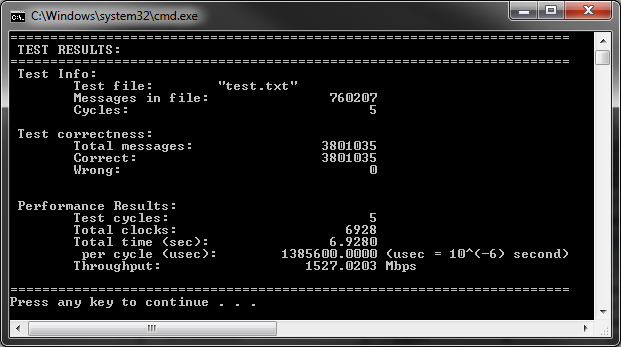 C:\Windows\system32\cmd.exe
======================================================================
TEST RESULTS:
======================================================================
Test Info:
Test file: "test.txt"
Messages in file: 760207
Cycles: 5
Test correctness:
Total messages: 3801035
Correct: 3801035
Wrong: 0
Performance Results:
Test cycles: 5
Total clocks: 6928
Total time (sec): 6.9280
per cycle (usec): 1385600.0000 (usec = 10^(-6) second)
Throughput: 1527.0203 Mbps
======================================================================
Press any key to continue . . .